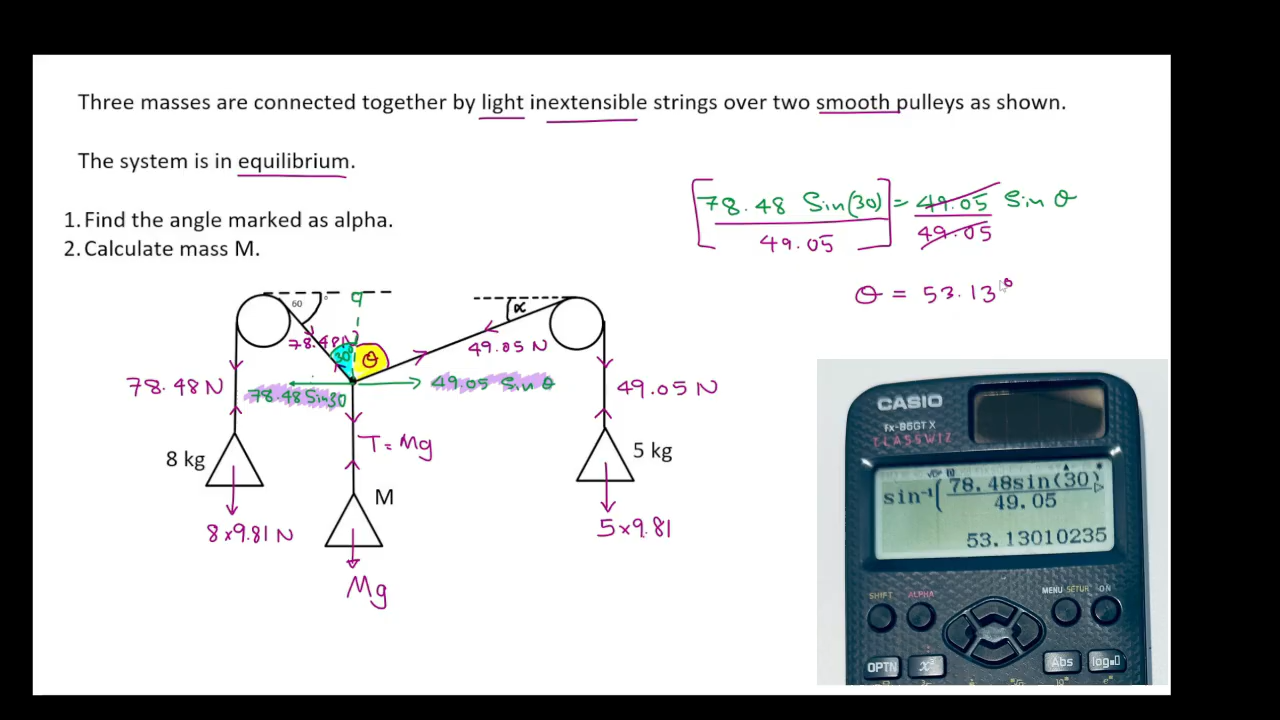 Three masses are connected together by light inextensible strings over two smooth pulleys as shown.
The system is in equilibrium.
1. Find the angle marked as alpha.
2. Calculate mass M.
[78.48 Sin(30) / 49.05] = 49.05 Sin θ / 49.05
θ = 53.13°
60°
α
78.48N
30°
θ
49.05 N
78.48 N
78.48 Sin30
49.05 Sin θ
49.05 N
T = Mg
8 kg
5 kg
M
8×9.81 N
5×9.81
Mg
CASIO
fx-86GT X
CLASSWIZ
sin⁻¹(78.48sin(30) / 49.05
53.13010235
SHIFT
ALPHA
MENU SETUP
ON
OPTN
x²
Abs
log